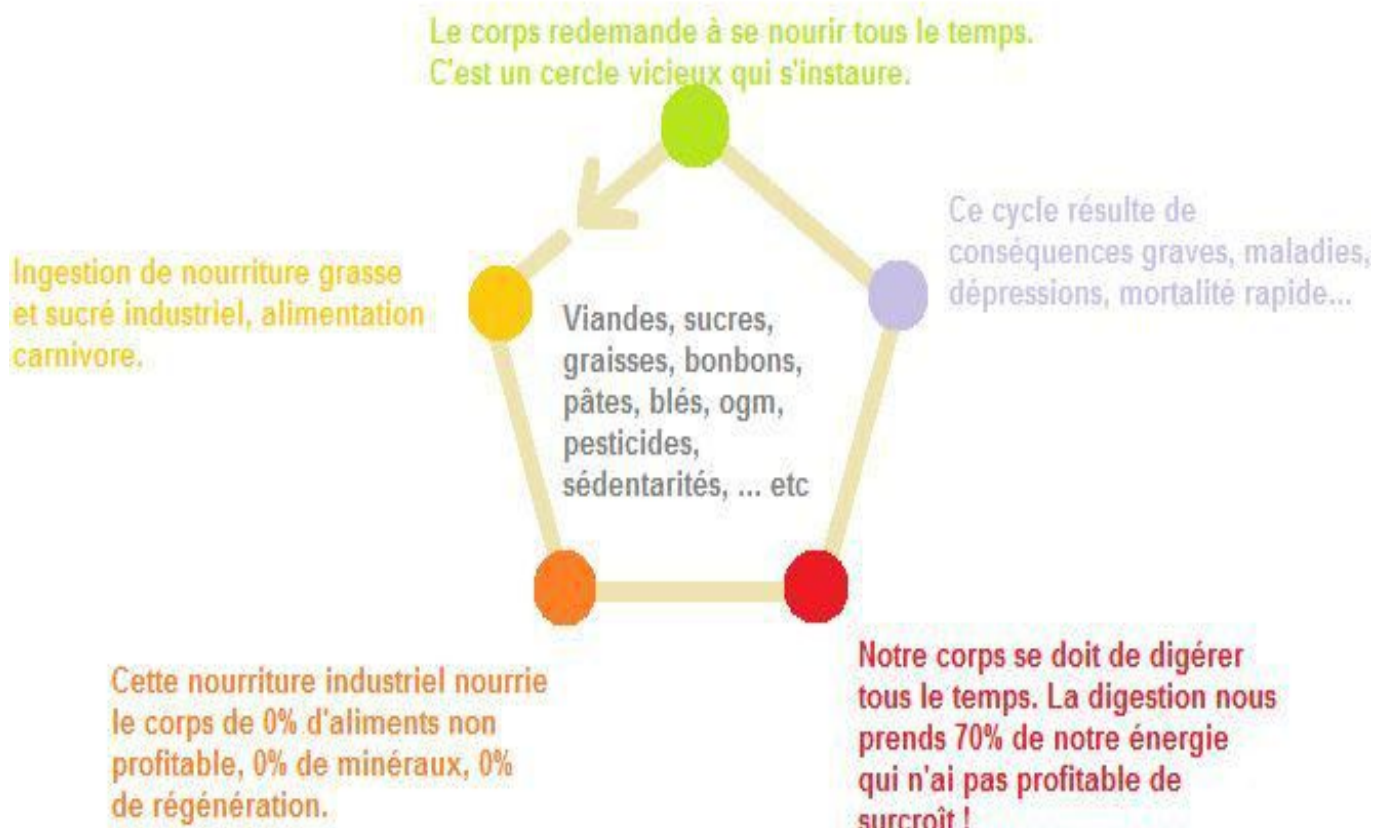 Le corps redemande à se nourir tous le temps.
C'est un cercle vicieux qui s'instaure.
Ce cycle résulte de
conséquences graves, maladies,
dépressions, mortalité rapide...
Ingestion de nourriture grasse
et sucré industriel, alimentation
carnivore.
Viandes, sucres,
graisses, bonbons,
pâtes, blés, ogm,
pesticides,
sédentarités, ... etc
Cette nourriture industriel nourrie
le corps de 0% d'aliments non
profitable, 0% de minéraux, 0%
de régénération.
Notre corps se doit de digérer
tous le temps. La digestion nous
prends 70% de notre énergie
qui n'ai pas profitable de
surcroît !